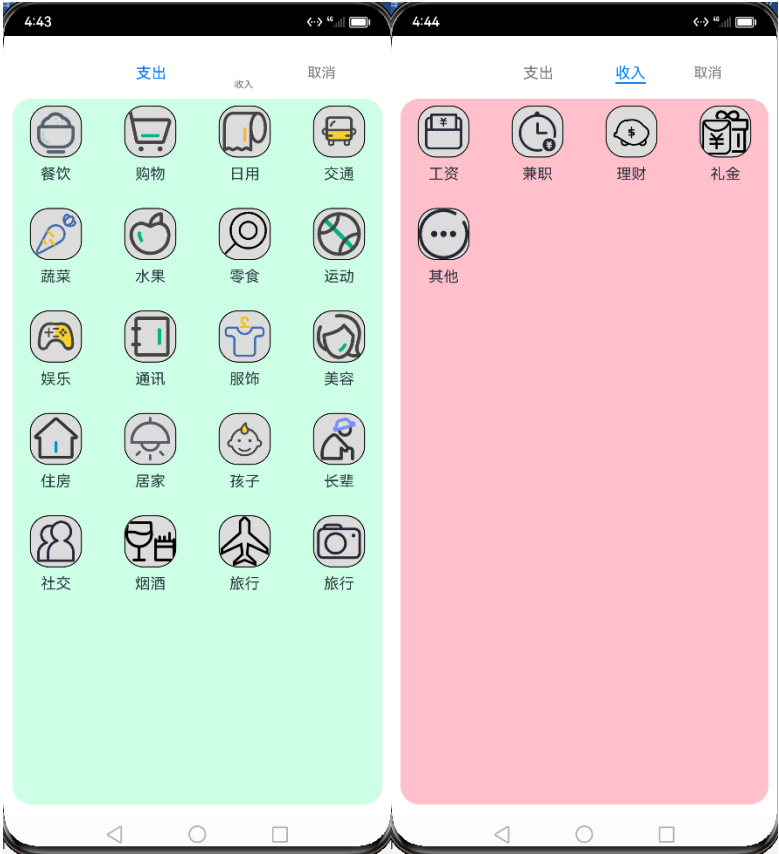 4:43
支出
收入
取消
餐饮 购物 日用 交通
蔬菜 水果 零食 运动
娱乐 通讯 服饰 美容
住房 居家 孩子 长辈
社交 烟酒 旅行 旅行
4:44
支出 收入 取消
工资 兼职 理财 礼金
其他